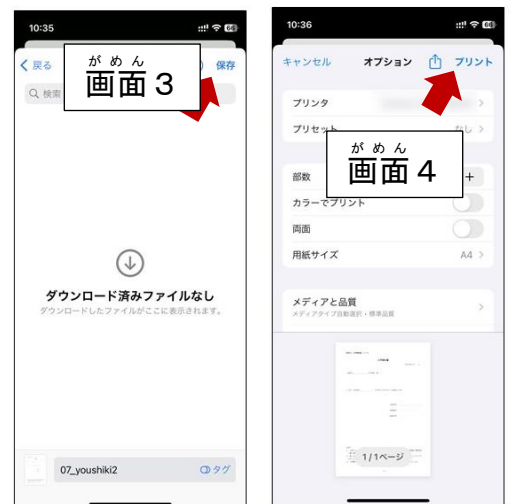 10:35
64
戻る
保存
検索
がめん
画面3
ダウンロード済みファイルなし
ダウンロードしたファイルがここに表示されます。
07_youshiki2
タグ
10:36
64
キャンセル
オプション
プリント
プリンタ
プリセット
なし
がめん
画面4
部数
+
カラーでプリント
両面
用紙サイズ
A4
メディアと品質
メディアタイプ自動選択・標準品質
1/1ページ